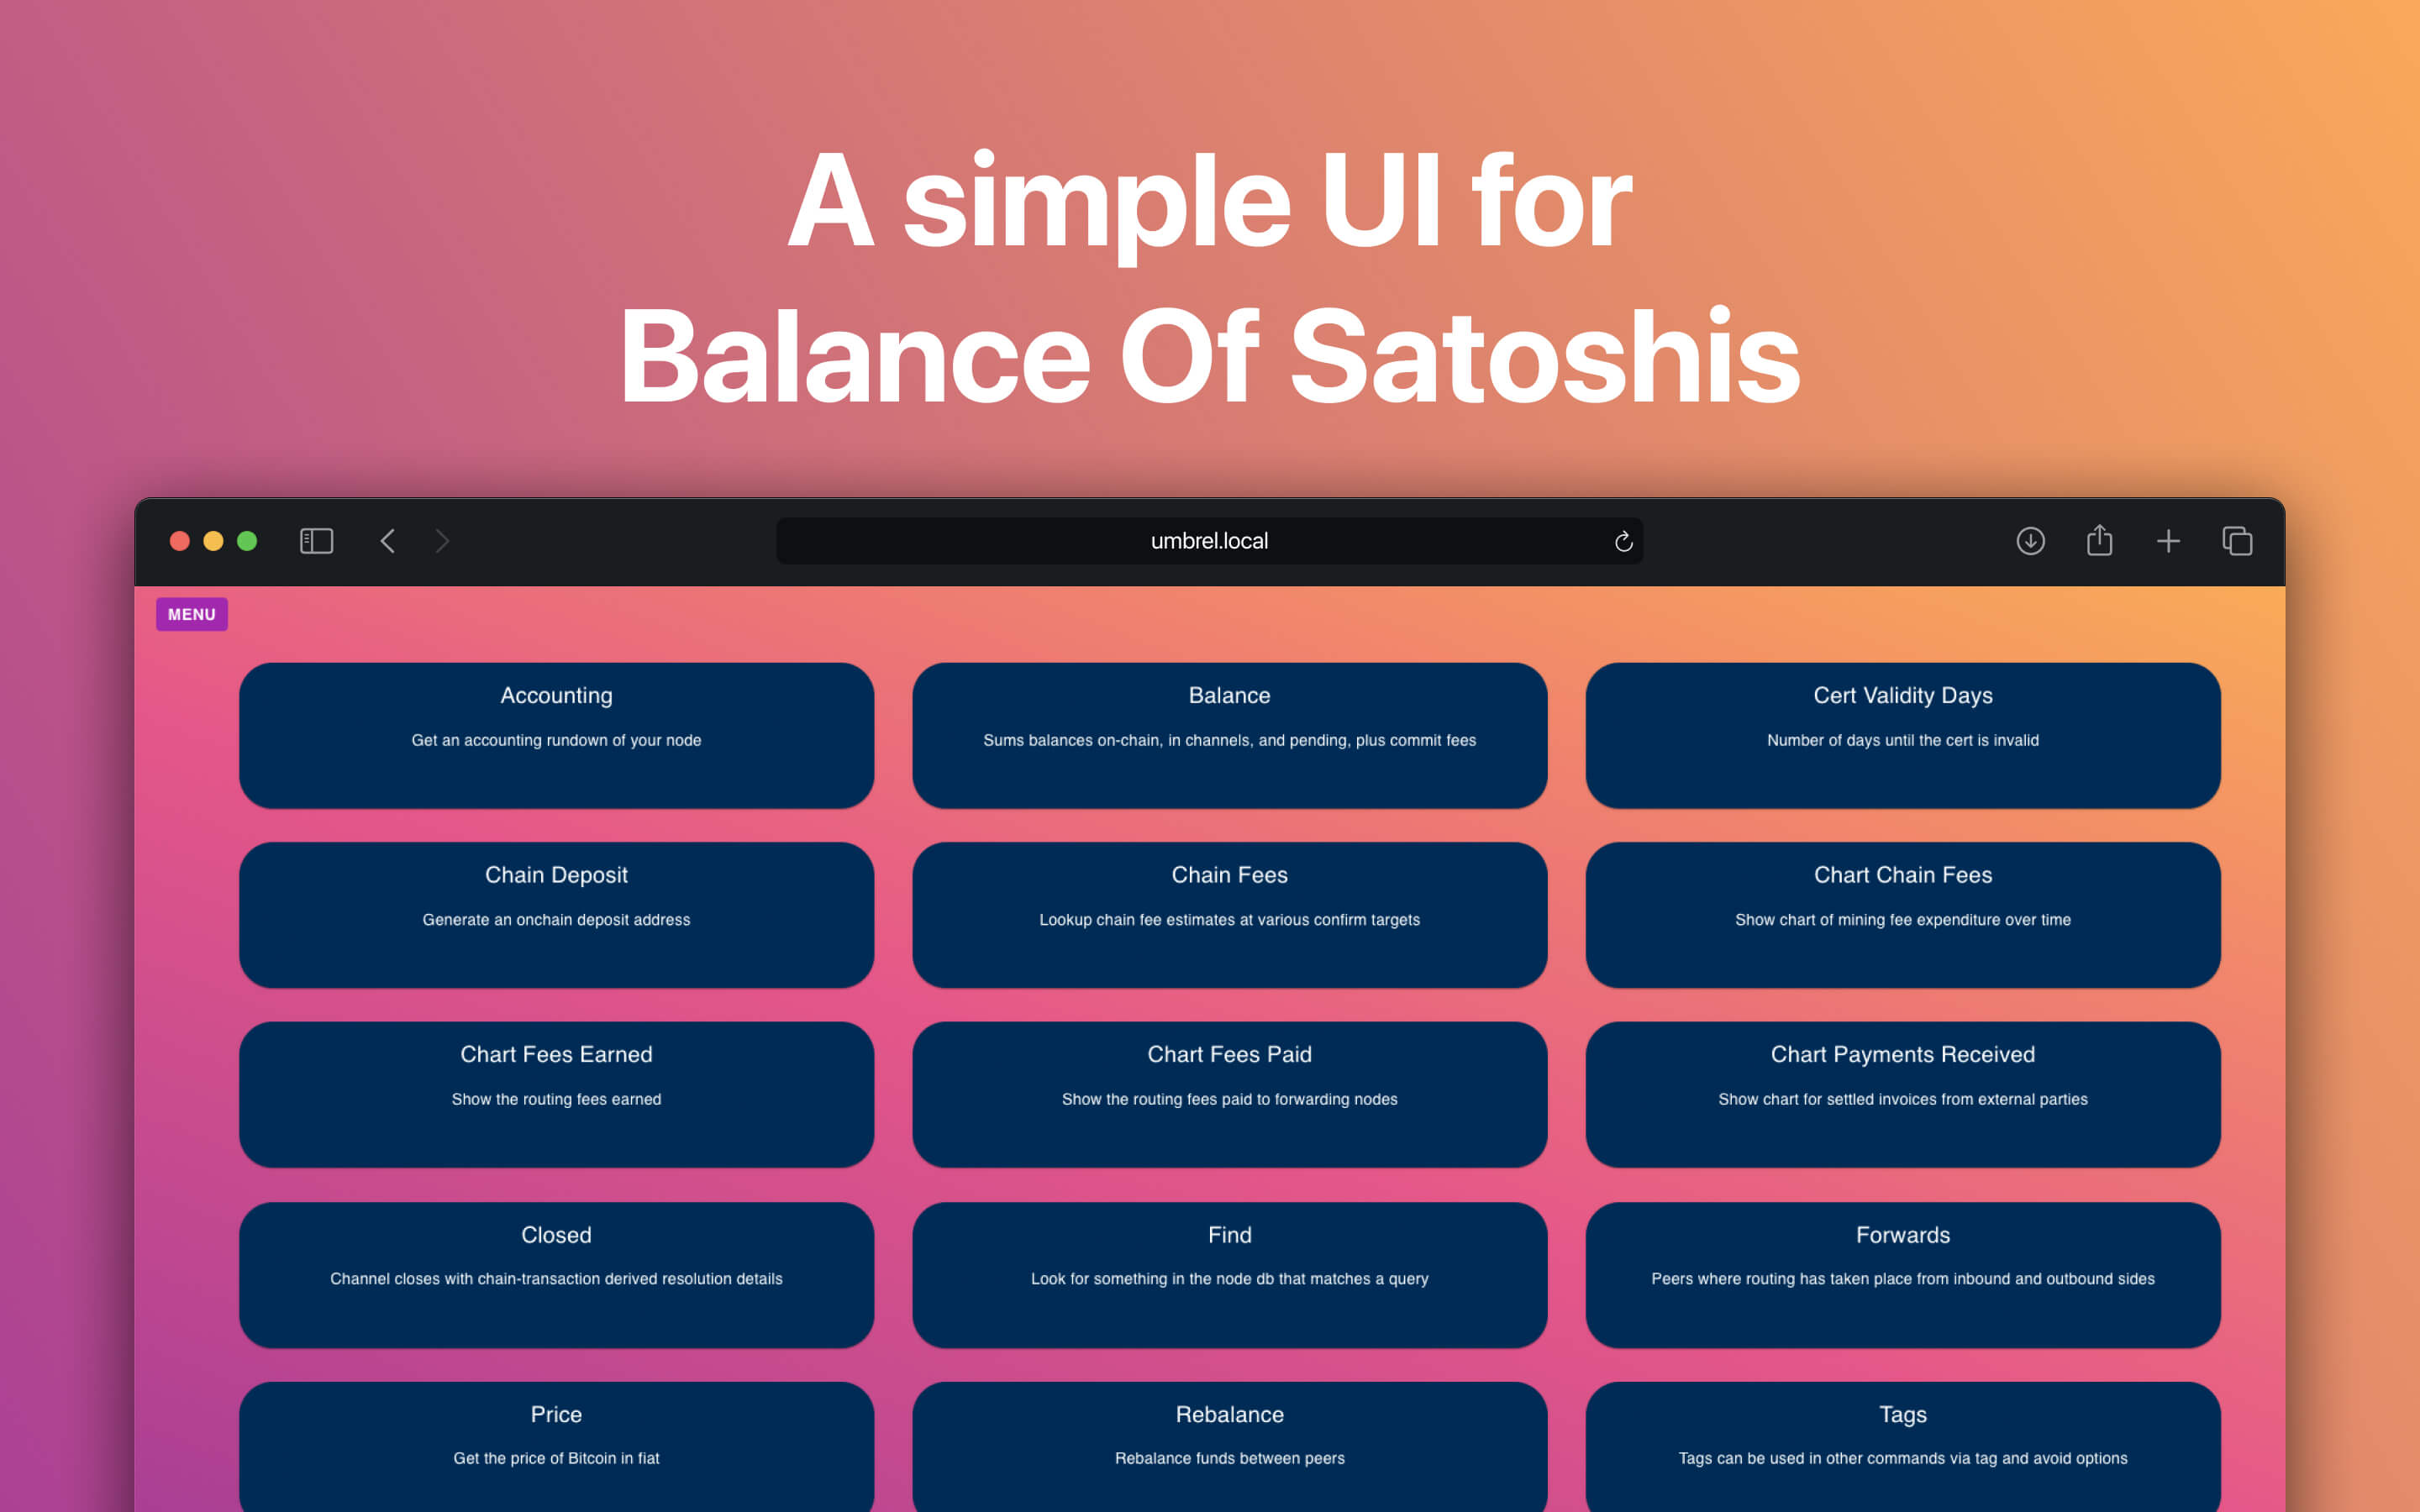 A simple UI for
Balance Of Satoshis
umbrel.local
MENU
Accounting
Get an accounting rundown of your node
Balance
Sums balances on-chain, in channels, and pending, plus commit fees
Cert Validity Days
Number of days until the cert is invalid
Chain Deposit
Generate an onchain deposit address
Chain Fees
Lookup chain fee estimates at various confirm targets
Chart Chain Fees
Show chart of mining fee expenditure over time
Chart Fees Earned
Show the routing fees earned
Chart Fees Paid
Show the routing fees paid to forwarding nodes
Chart Payments Received
Show chart for settled invoices from external parties
Closed
Channel closes with chain-transaction derived resolution details
Find
Look for something in the node db that matches a query
Forwards
Peers where routing has taken place from inbound and outbound sides
Price
Get the price of Bitcoin in fiat
Rebalance
Rebalance funds between peers
Tags
Tags can be used in other commands via tag and avoid options